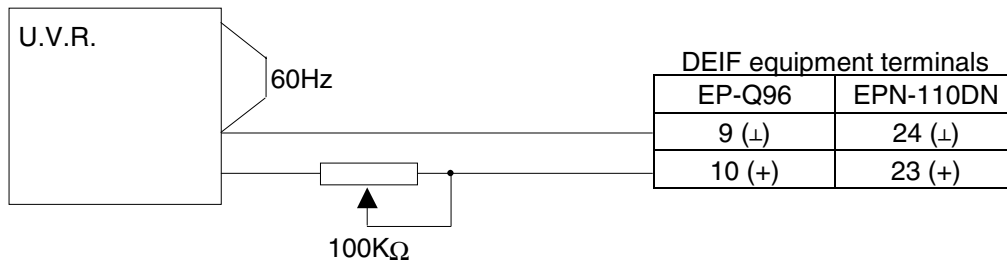 U.V.R.
60Hz
DEIF equipment terminals
EP-Q96 EPN-110DN
9 (⊥) 24 (⊥)
10 (+) 23 (+)
100KΩ